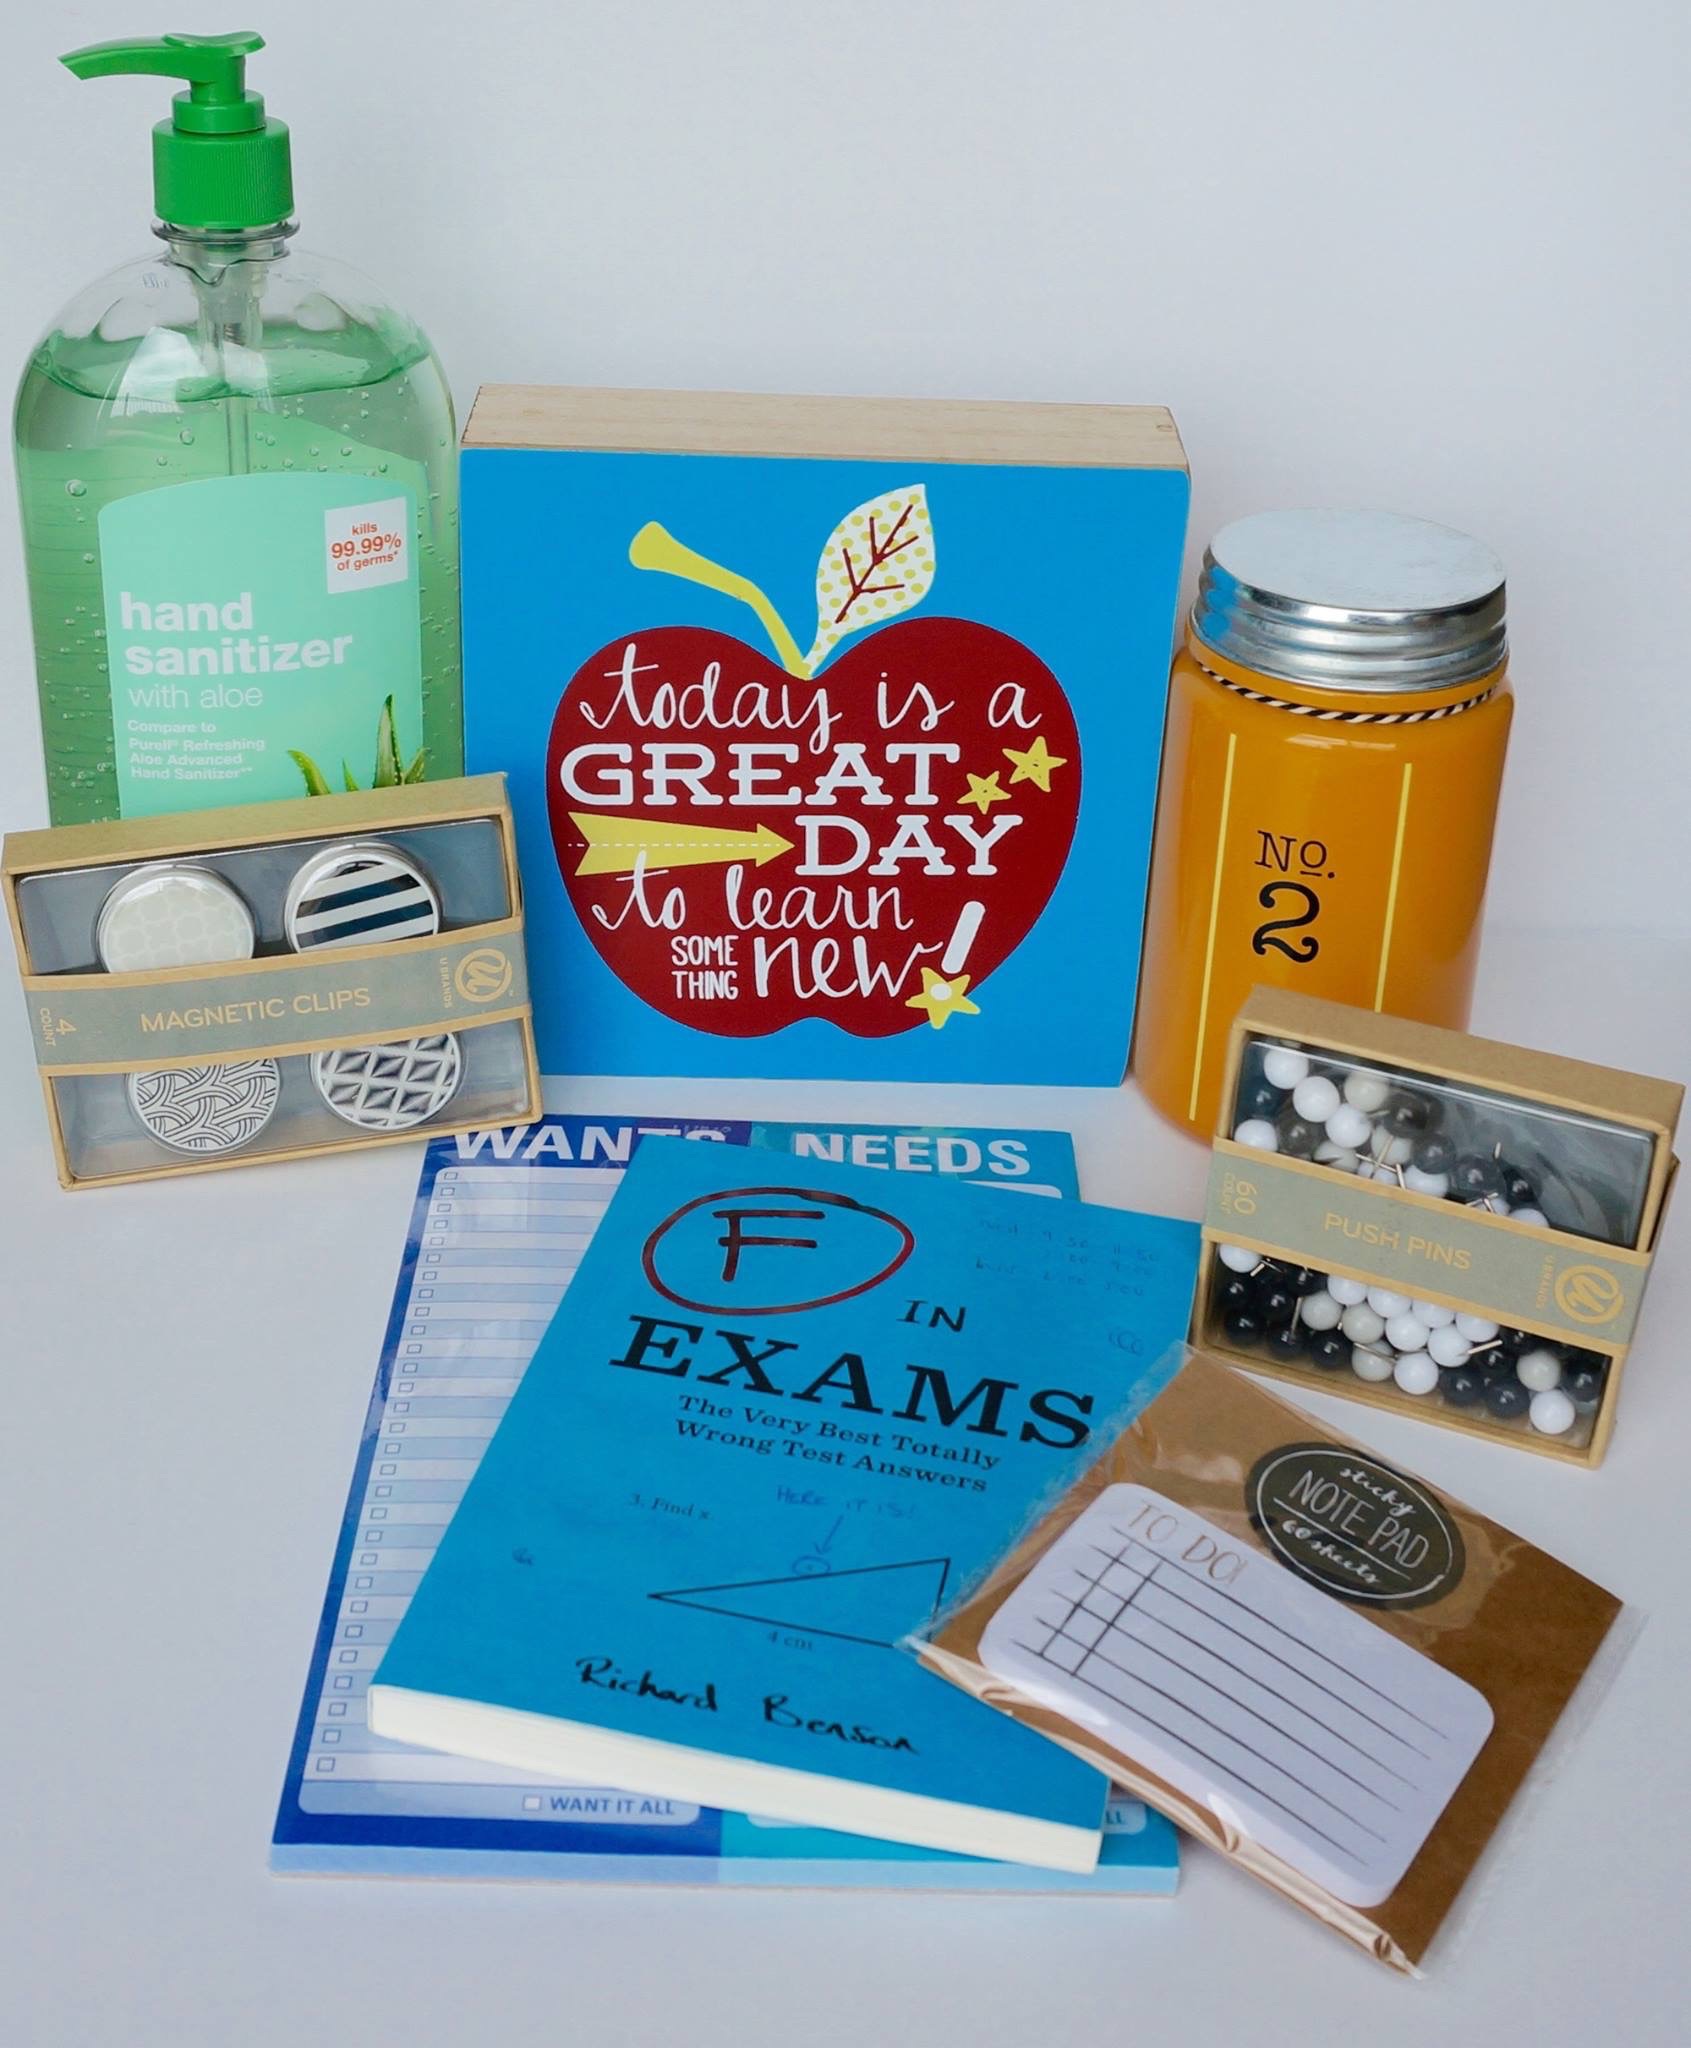 kills
99.99%
of germs*
hand
sanitizer
with aloe
Compare to
Purell® Refreshing
Aloe Advanced
Hand Sanitizer**
today is a
GREAT
DAY
to learn
SOME
THING
new!
No.
2
4
COUNT
MAGNETIC CLIPS
U BRANDS
u
60
COUNT
PUSH PINS
U BRANDS
u
WANTS
NEEDS
WANT IT ALL
F
IN
EXAMS
The Very Best Totally
Wrong Test Answers
HERE IT IS!
3. Find x.
4 cm
Richard Benson
sticky
NOTE PAD
60 sheets
TO DO